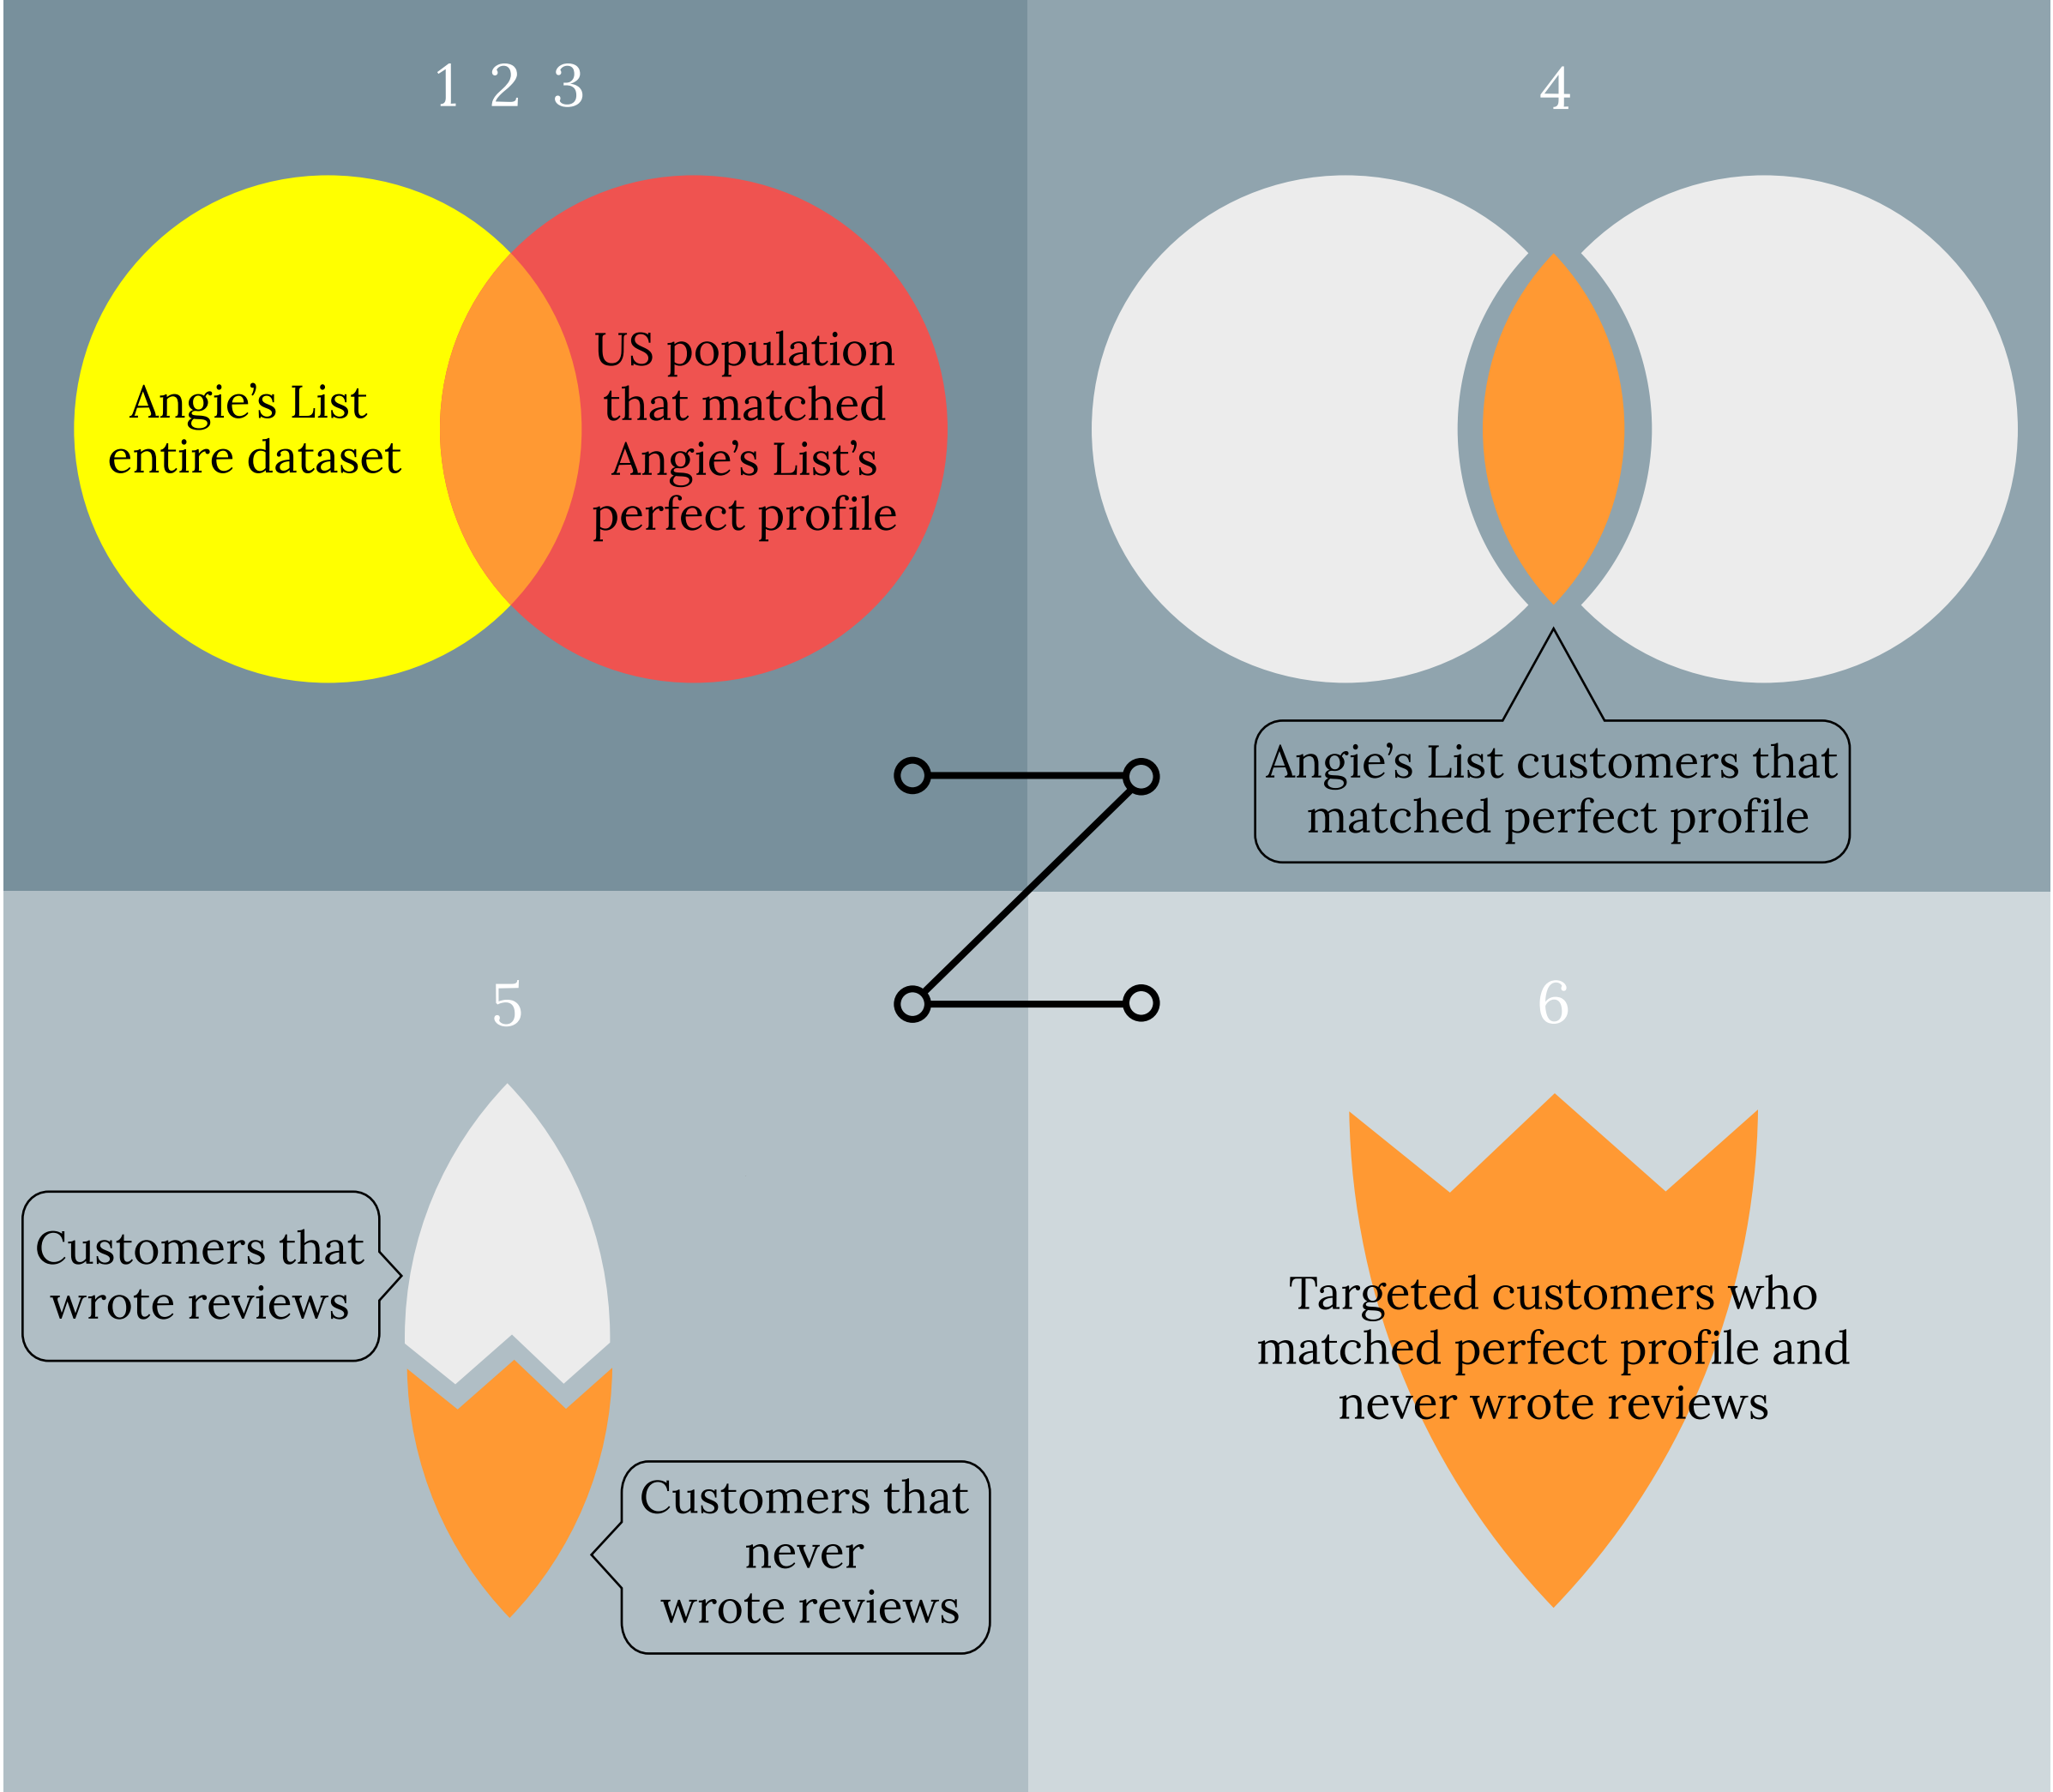 1 2 3
Angie’s List
entire dataset
US population
that matched
Angie’s List’s
perfect profile
4
Angie’s List customers that
matched perfect profile
5
Customers that
wrote reviews
Customers that
never
wrote reviews
6
Targeted customers who
matched perfect profile and
never wrote reviews